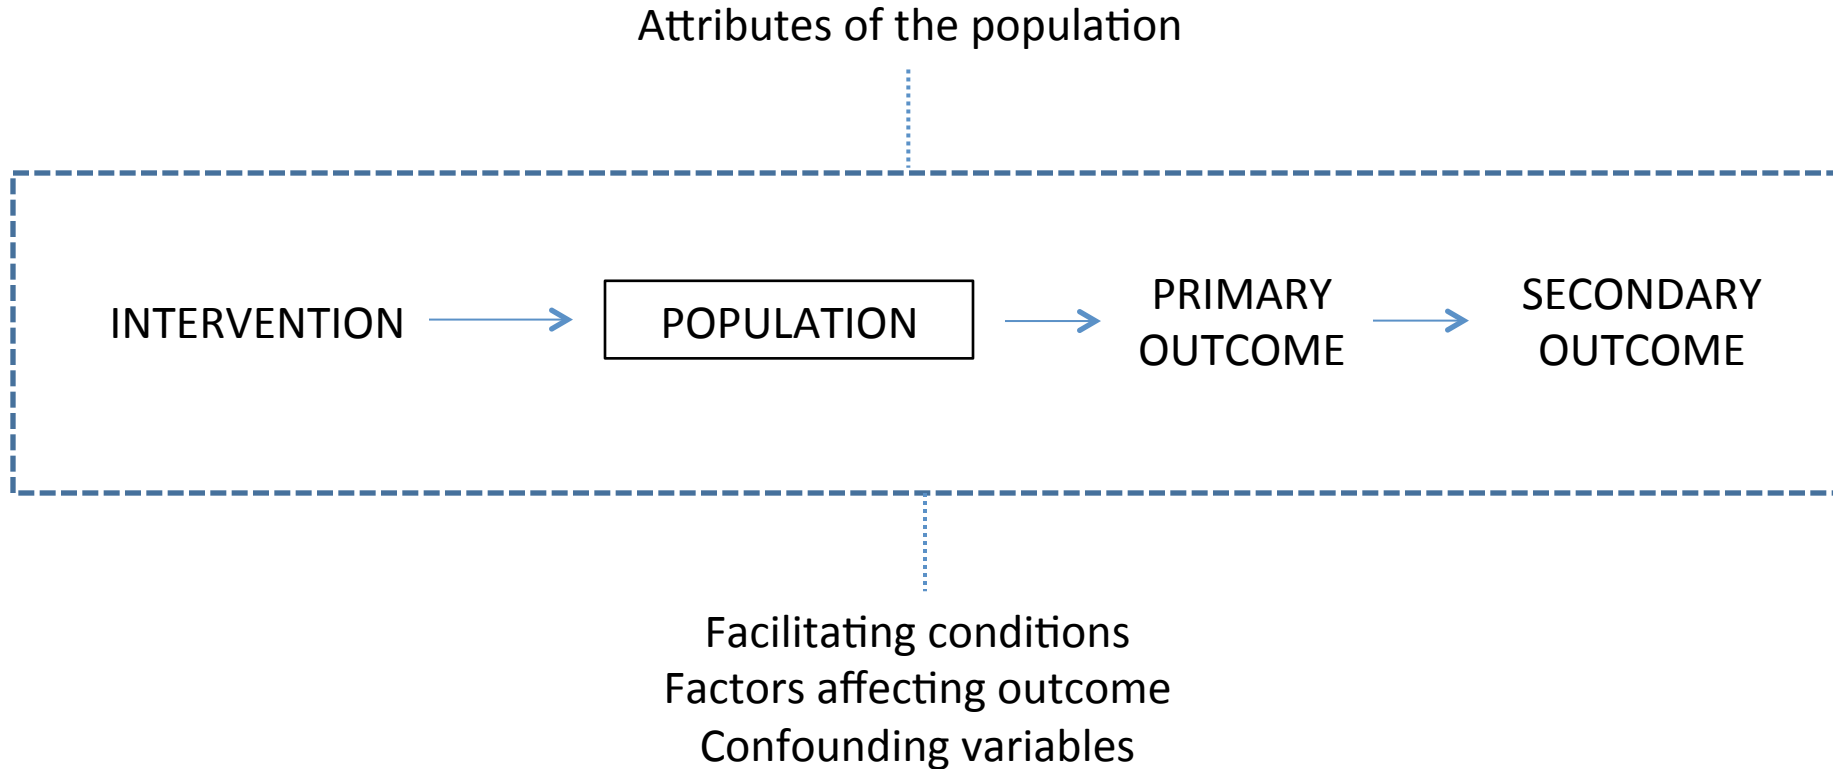 Attributes of the population
INTERVENTION
POPULATION
PRIMARY
OUTCOME
SECONDARY
OUTCOME
Facilitating conditions
Factors affecting outcome
Confounding variables